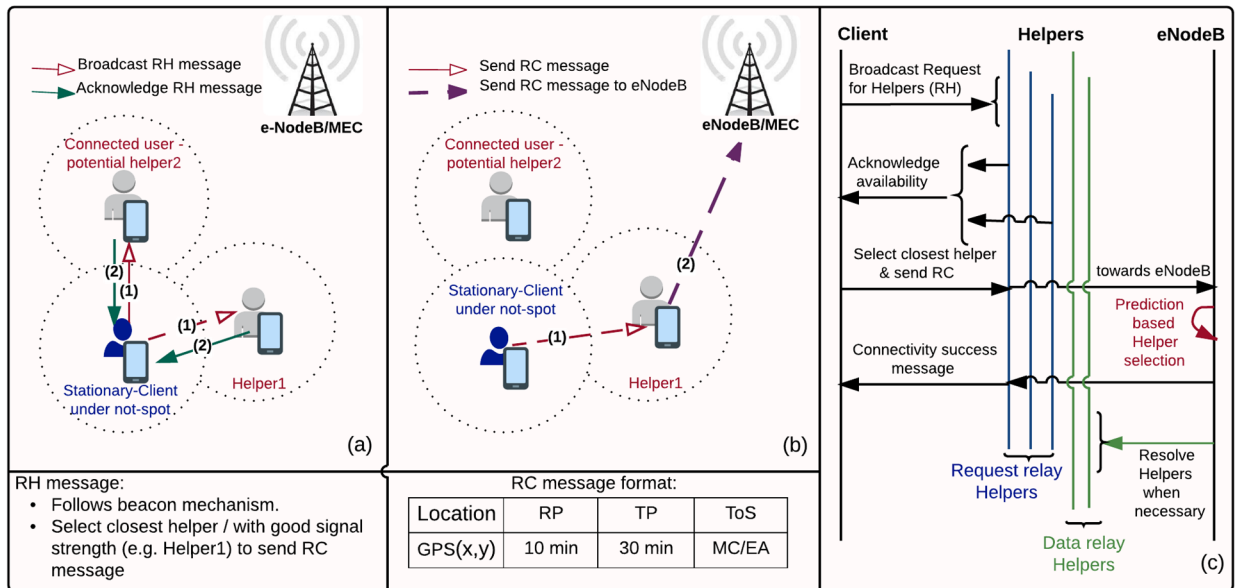 Broadcast RH message
Acknowledge RH message
e-NodeB/MEC
Connected user -
potential helper2
(2)
(1)
(1)
(2)
Stationary-Client
under not-spot
Helper1
(a)
RH message:
• Follows beacon mechanism.
• Select closest helper / with good signal
strength (e.g. Helper1) to send RC
message
Send RC message
Send RC message to eNodeB
eNodeB/MEC
Connected user -
potential helper2
(2)
Stationary-Client
under not-spot
(1)
Helper1
(b)
RC message format:
Location RP TP ToS
GPS(x,y) 10 min 30 min MC/EA
Client Helpers eNodeB
Broadcast Request
for Helpers (RH)
Acknowledge
availability
Select closest helper
& send RC
towards eNodeB
Prediction
based
Helper
selection
Connectivity success
message
Resolve
Helpers
when
necessary
Request relay
Helpers
Data relay
Helpers
(c)